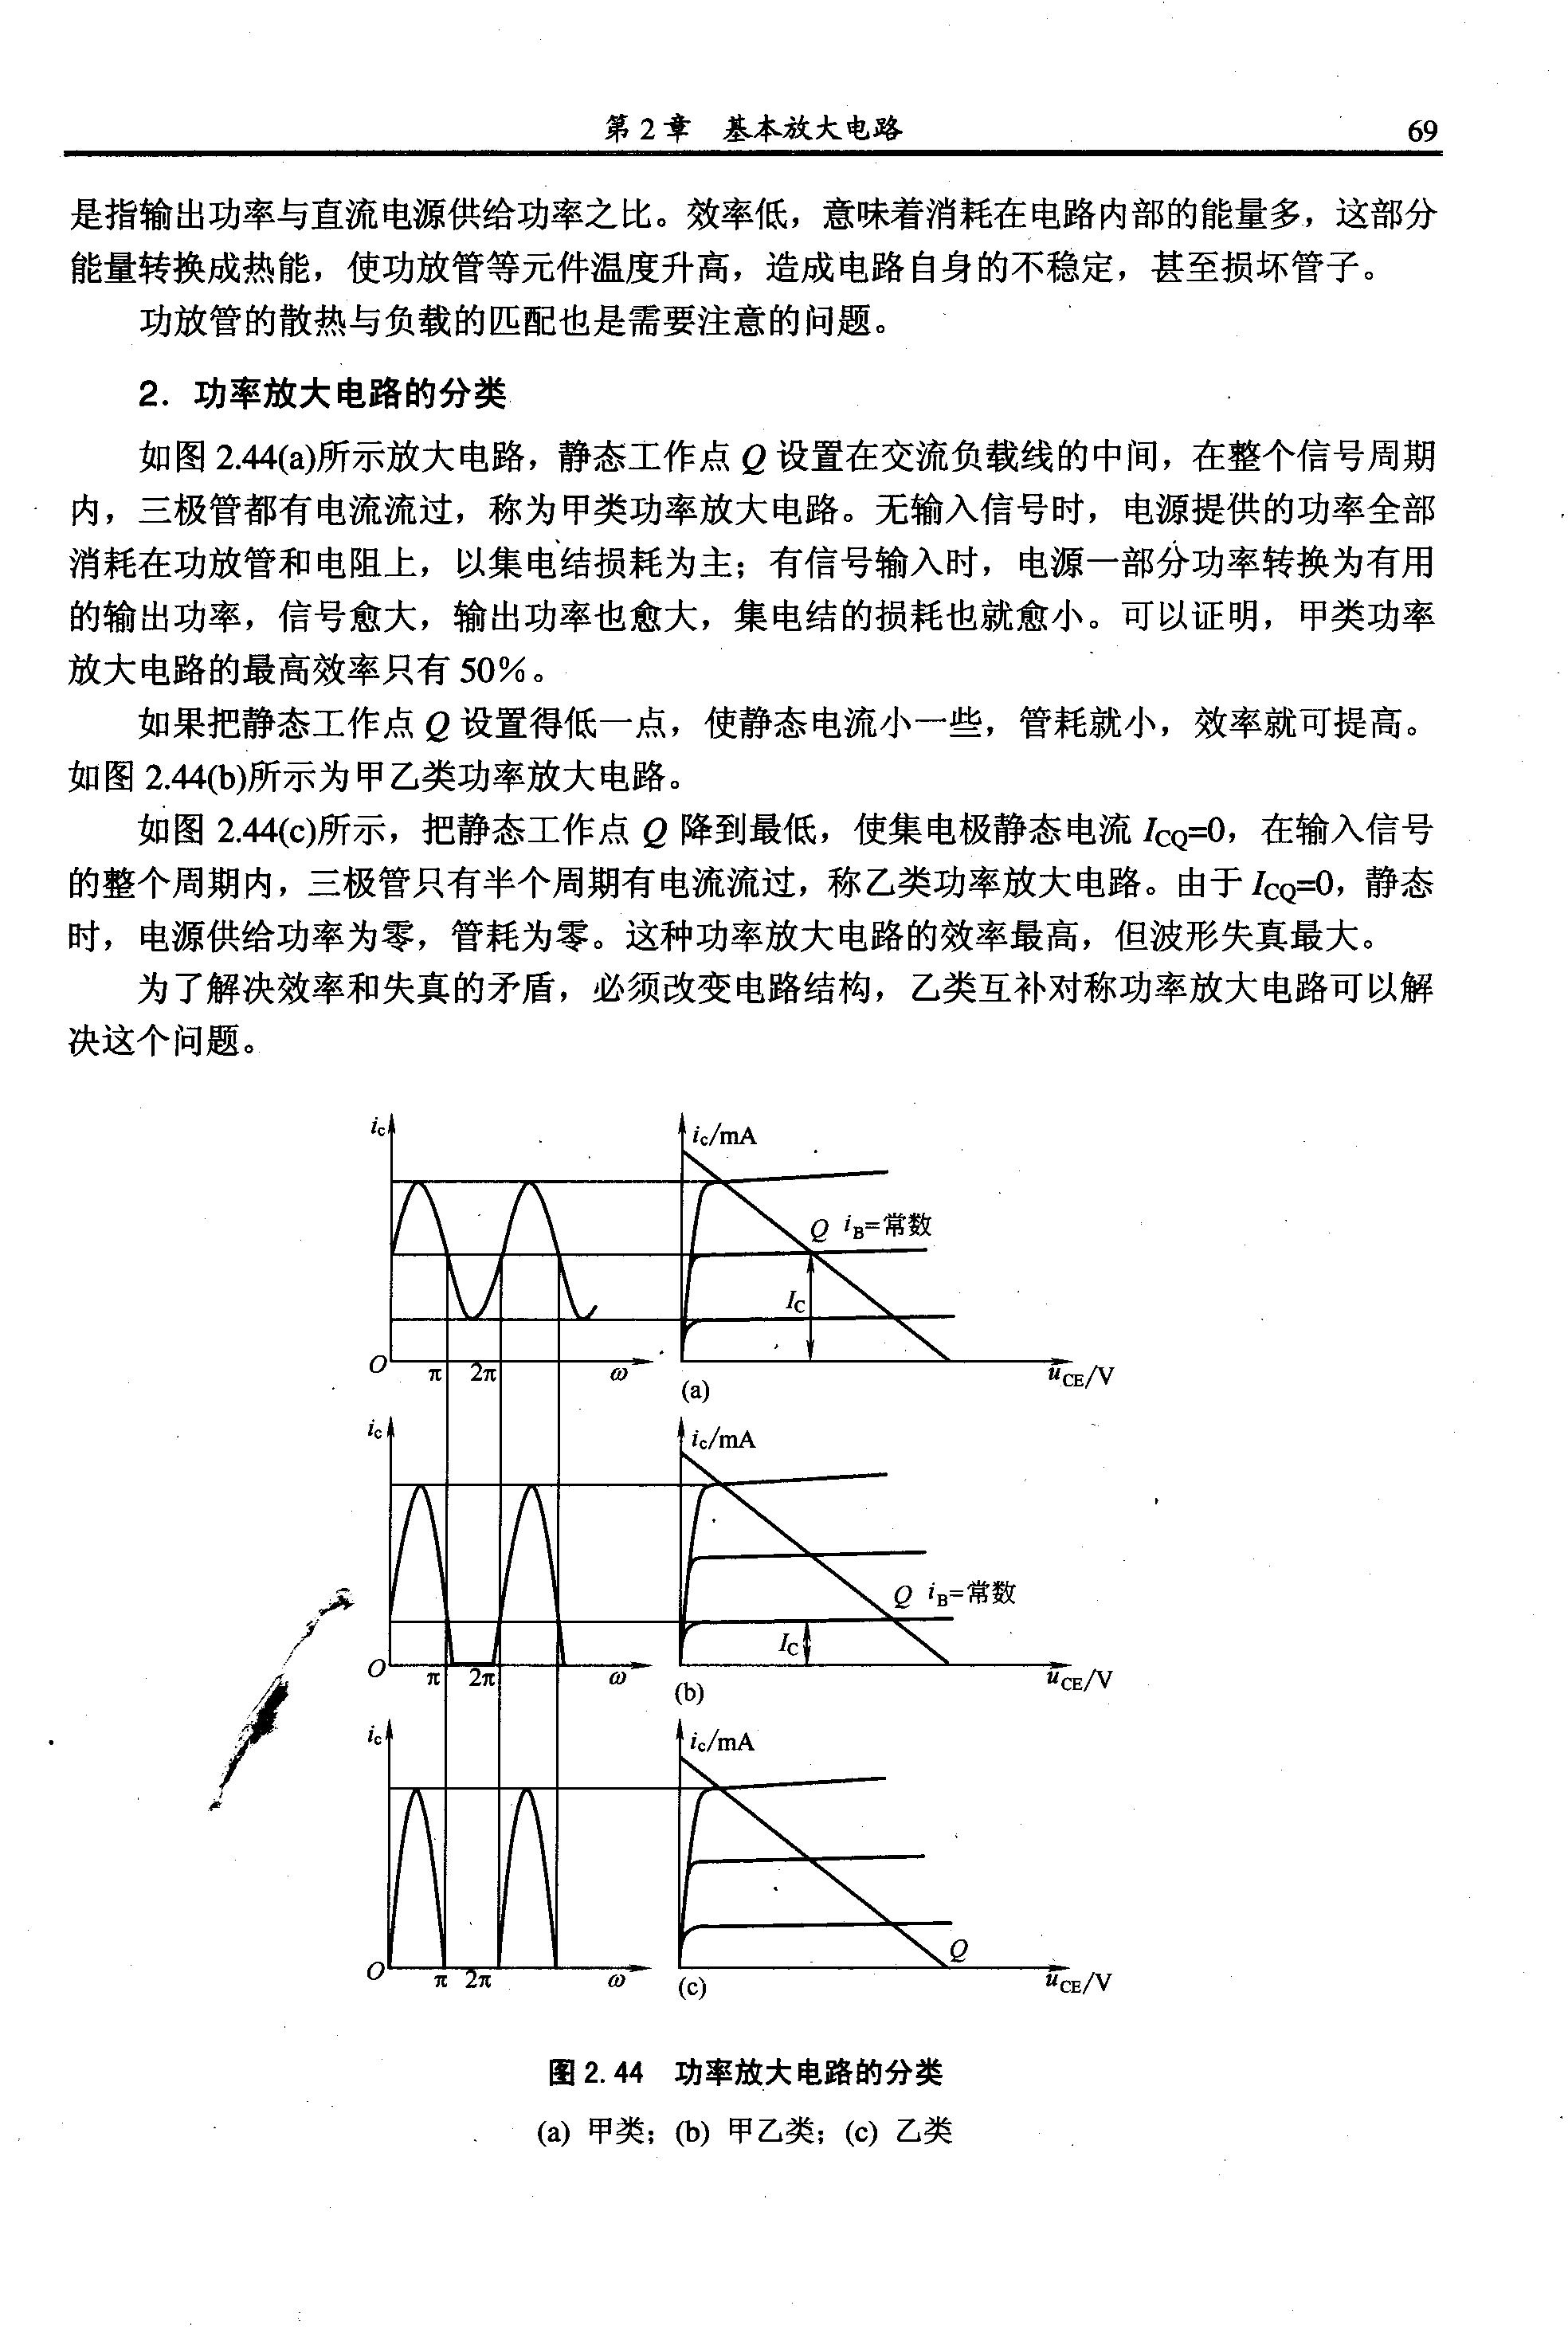 第2章 基本放大电路 69
是指输出功率与直流电源供给功率之比。效率低，意味着消耗在电路内部的能量多，这部分
能量转换成热能，使功放管等元件温度升高，造成电路自身的不稳定，甚至损坏管子。
功放管的散热与负载的匹配也是需要注意的问题。
2. 功率放大电路的分类
如图 2.44(a)所示放大电路，静态工作点 Q 设置在交流负载线的中间，在整个信号周期
内，三极管都有电流流过，称为甲类功率放大电路。无输入信号时，电源提供的功率全部
消耗在功放管和电阻上，以集电结损耗为主；有信号输入时，电源一部分功率转换为有用
的输出功率，信号愈大，输出功率也愈大，集电结的损耗也就愈小。可以证明，甲类功率
放大电路的最高效率只有 50%。
如果把静态工作点 Q 设置得低一点，使静态电流小一些，管耗就小，效率就可提高。
如图 2.44(b)所示为甲乙类功率放大电路。
如图 2.44(c)所示，把静态工作点 Q 降到最低，使集电极静态电流 ICQ=0，在输入信号
的整个周期内，三极管只有半个周期有电流流过，称乙类功率放大电路。由于 ICQ=0，静态
时，电源供给功率为零，管耗为零。这种功率放大电路的效率最高，但波形失真最大。
为了解决效率和失真的矛盾，必须改变电路结构，乙类互补对称功率放大电路可以解
决这个问题。
ic ic/mA
Q iB=常数
IC
O π 2π ω uCE/V
(a)
ic ic/mA
Q iB=常数
IC
O π 2π ω uCE/V
(b)
ic ic/mA
Q
O π 2π ω uCE/V
(c)
图 2.44 功率放大电路的分类
(a) 甲类；(b) 甲乙类；(c) 乙类